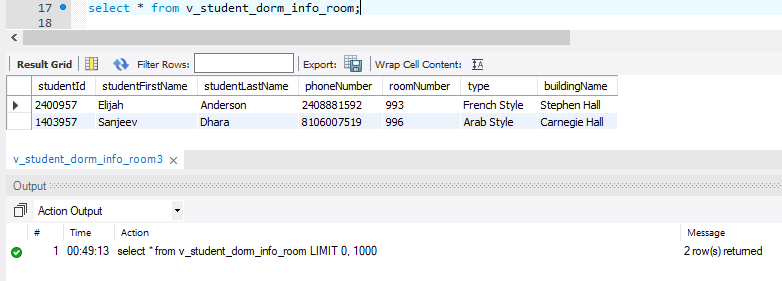 17 select * from v_student_dorm_info_room;
18
Result Grid Filter Rows: Export: Wrap Cell Content: IA
studentId studentFirstName studentLastName phoneNumber roomNumber type buildingName
2400957 Elijah Anderson 2408881592 993 French Style Stephen Hall
1403957 Sanjeev Dhara 8106007519 996 Arab Style Carnegie Hall
v_student_dorm_info_room3 ×
Output
Action Output
# Time Action Message
1 00:49:13 select * from v_student_dorm_info_room LIMIT 0, 1000 2 row(s) returned